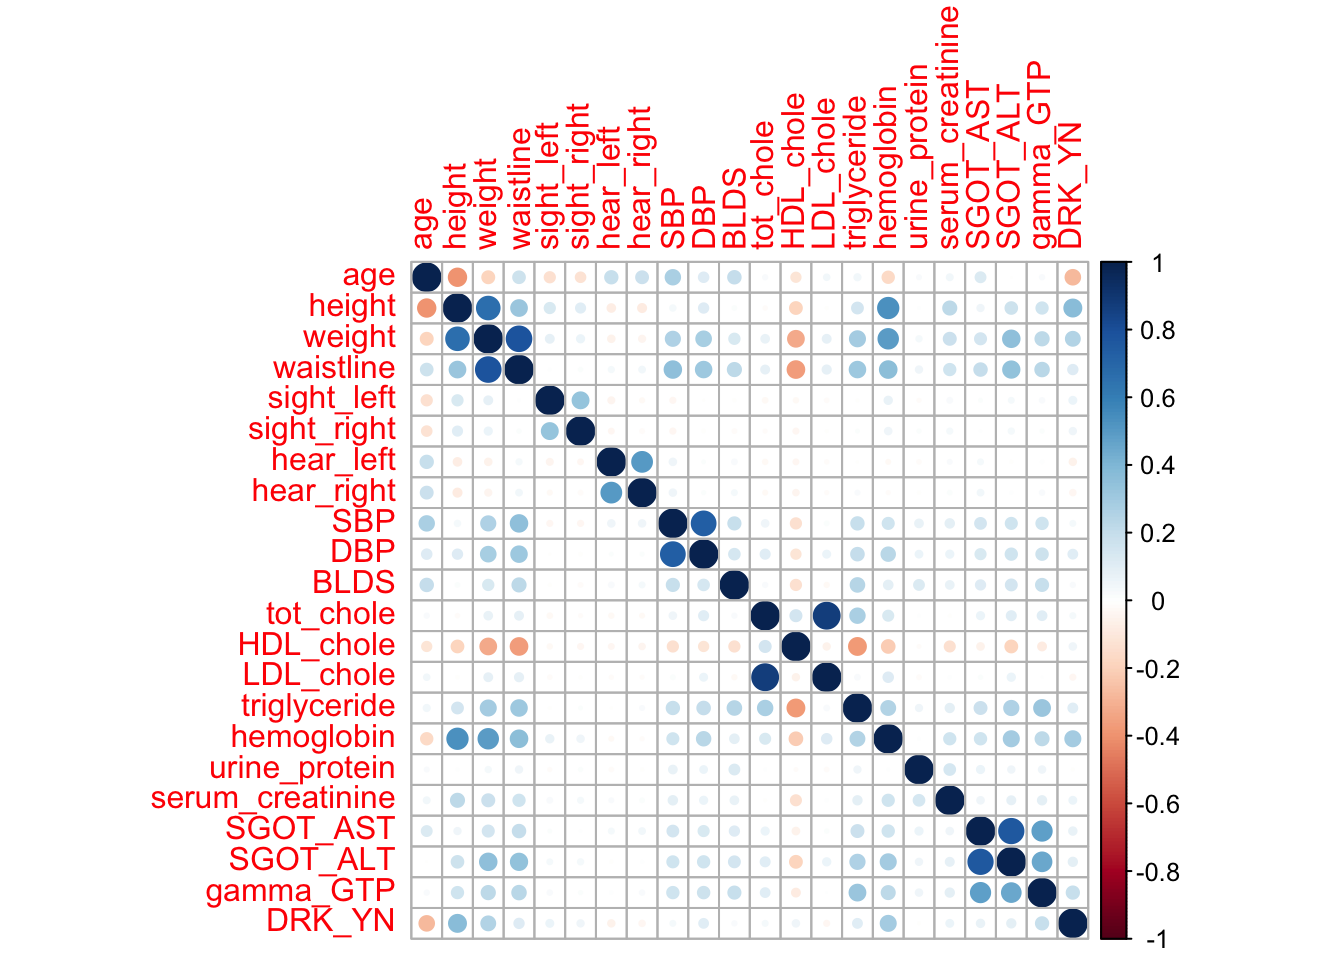 age
height
weight
waistline
sight_left
sight_right
hear_left
hear_right
SBP
DBP
BLDS
tot_chole
HDL_chole
LDL_chole
triglyceride
hemoglobin
urine_protein
serum_creatinine
SGOT_AST
SGOT_ALT
gamma_GTP
DRK_YN
age
height
weight
waistline
sight_left
sight_right
hear_left
hear_right
SBP
DBP
BLDS
tot_chole
HDL_chole
LDL_chole
triglyceride
hemoglobin
urine_protein
serum_creatinine
SGOT_AST
SGOT_ALT
gamma_GTP
DRK_YN
1
0.8
0.6
0.4
0.2
0
-0.2
-0.4
-0.6
-0.8
-1